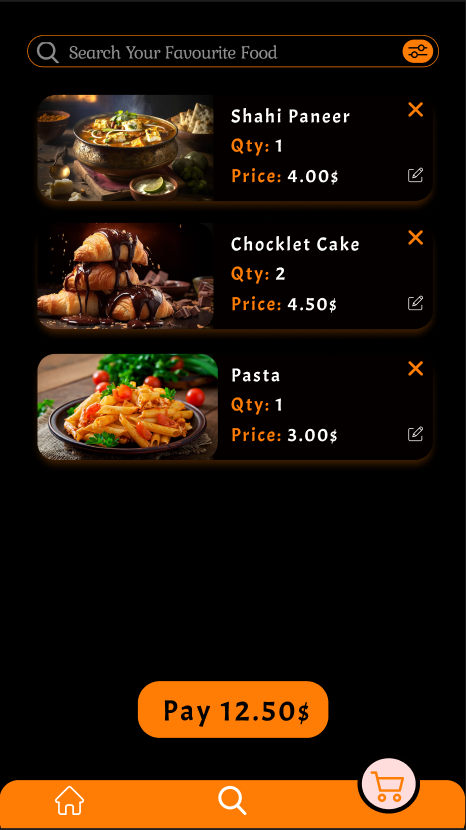 Search Your Favourite Food
Shahi Paneer
Qty: 1
Price: 4.00$
Chocklet Cake
Qty: 2
Price: 4.50$
Pasta
Qty: 1
Price: 3.00$
Pay 12.50$